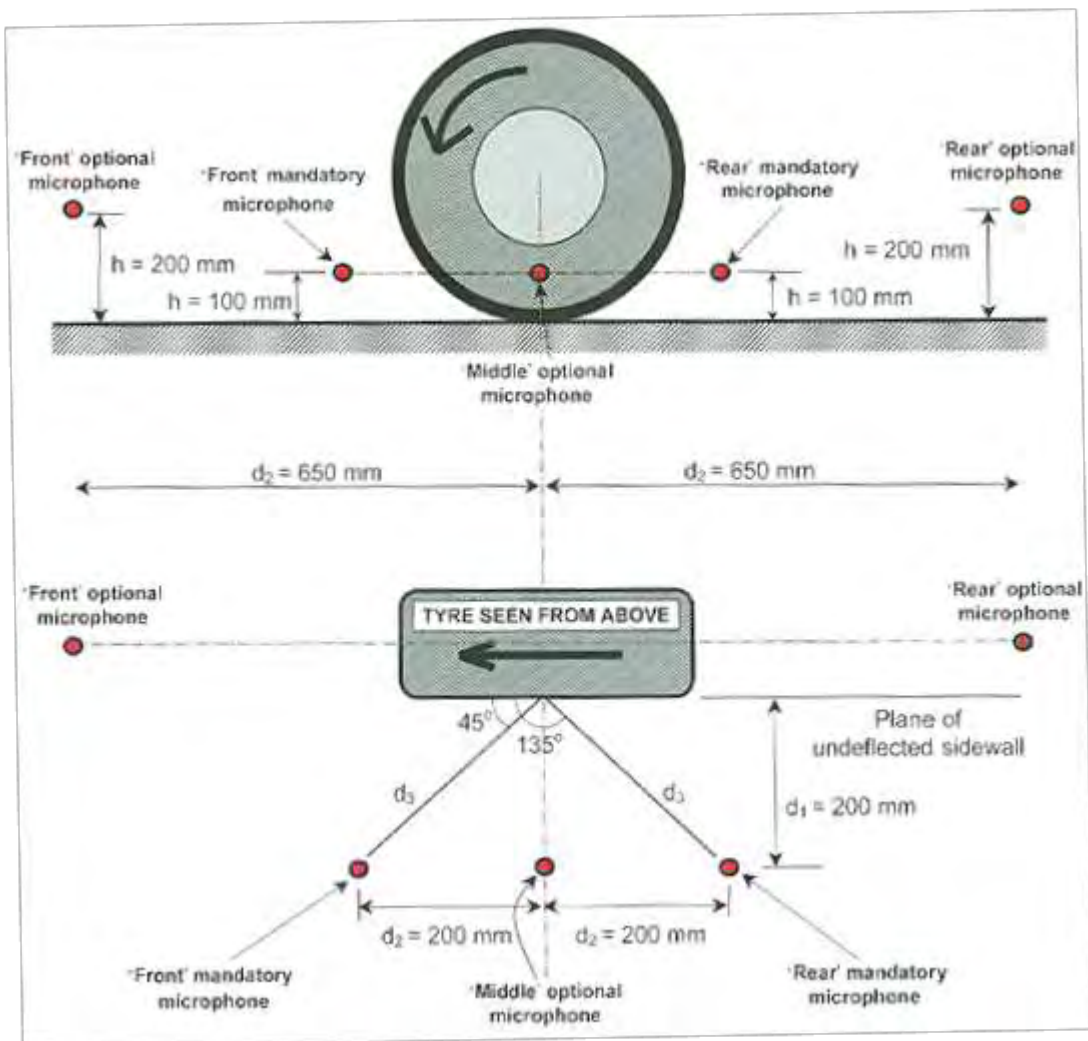 'Front' optional
microphone
'Front' mandatory
microphone
'Rear' mandatory
microphone
'Rear' optional
microphone
h = 200 mm
h = 100 mm
h = 200 mm
h = 100 mm
'Middle' optional
microphone
d₂ = 650 mm
d₂ = 650 mm
'Front' optional
microphone
TYRE SEEN FROM ABOVE
'Rear' optional
microphone
45°
135°
Plane of
undeflected sidewall
d₃
d₃
d₁ = 200 mm
d₂ = 200 mm
d₂ = 200 mm
'Front' mandatory
microphone
'Middle' optional
microphone
'Rear' mandatory
microphone